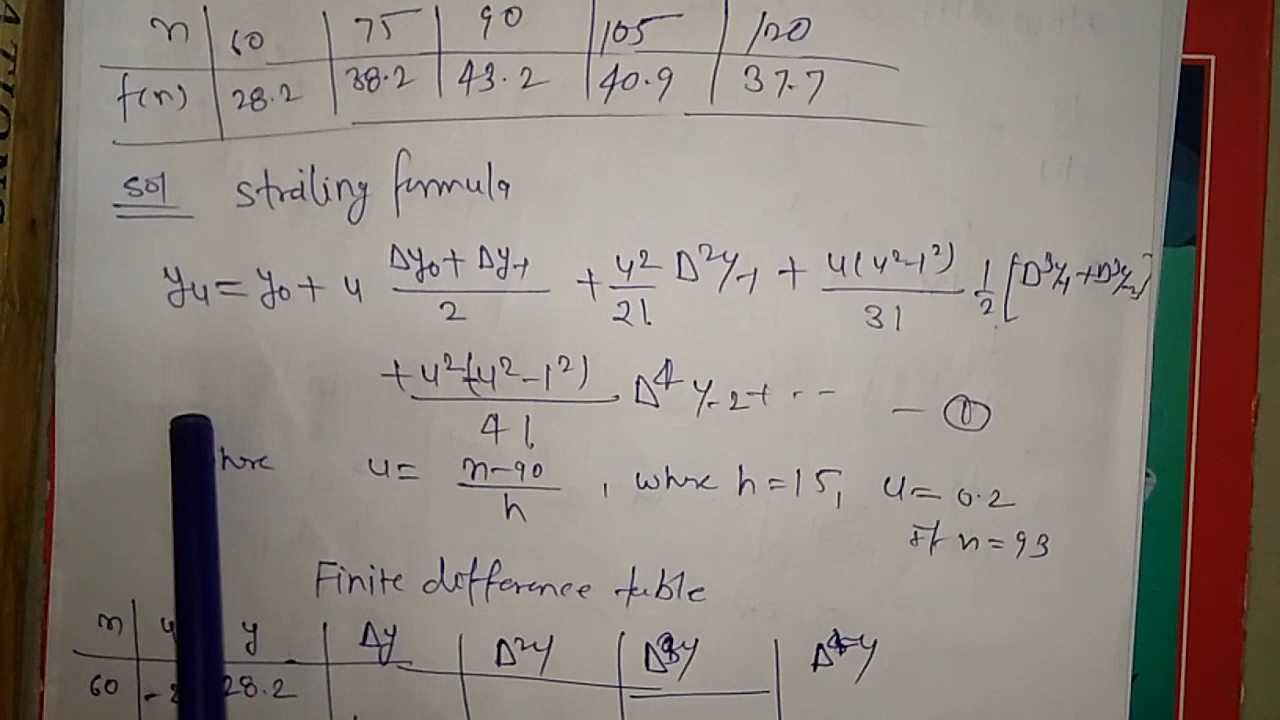 n 60 75 90 105 120
f(n) 28.2 38.2 43.2 40.9 37.7
sol strailing formula
yu = y0 + u (Δy0 + Δy-1)/2 + u²/2! Δ²y-1 + u(u²-1²)/3! 1/2 [Δ³y-1 + Δ³y-2]
+ u²(u²-1²)/4! Δ⁴y-2 + ·· — ①
u = (n-90)/h , where h = 15, u = 0.2
if n = 93
Finite difference table
n u y Δy Δ²y Δ³y Δ⁴y
60 28.2